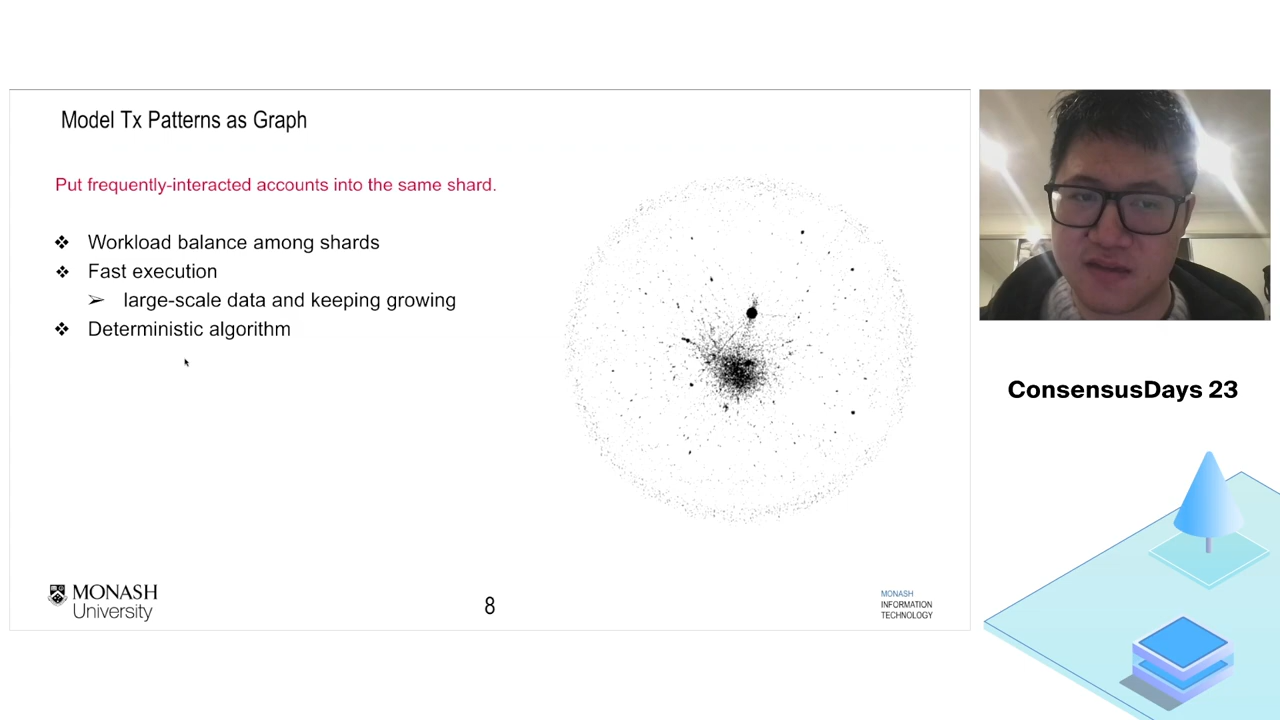 Model Tx Patterns as Graph
Put frequently-interacted accounts into the same shard.
❖ Workload balance among shards
❖ Fast execution
➢ large-scale data and keeping growing
❖ Deterministic algorithm
MONASH
University
8
MONASH
INFORMATION
TECHNOLOGY
ConsensusDays 23